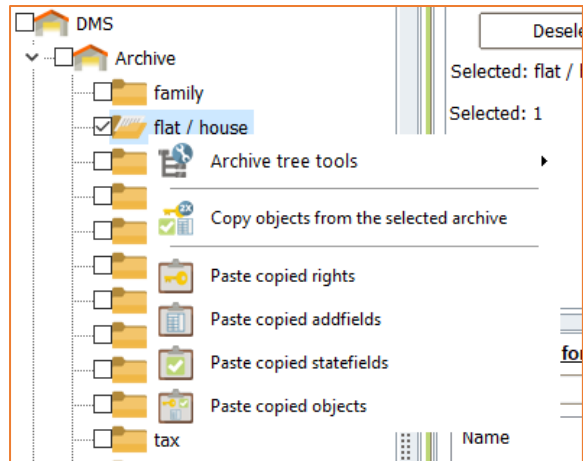 DMS
Archive
family
flat / house
Archive tree tools
Copy objects from the selected archive
Paste copied rights
Paste copied addfields
Paste copied statefields
Paste copied objects
tax
Selected: flat /
Selected: 1
Name